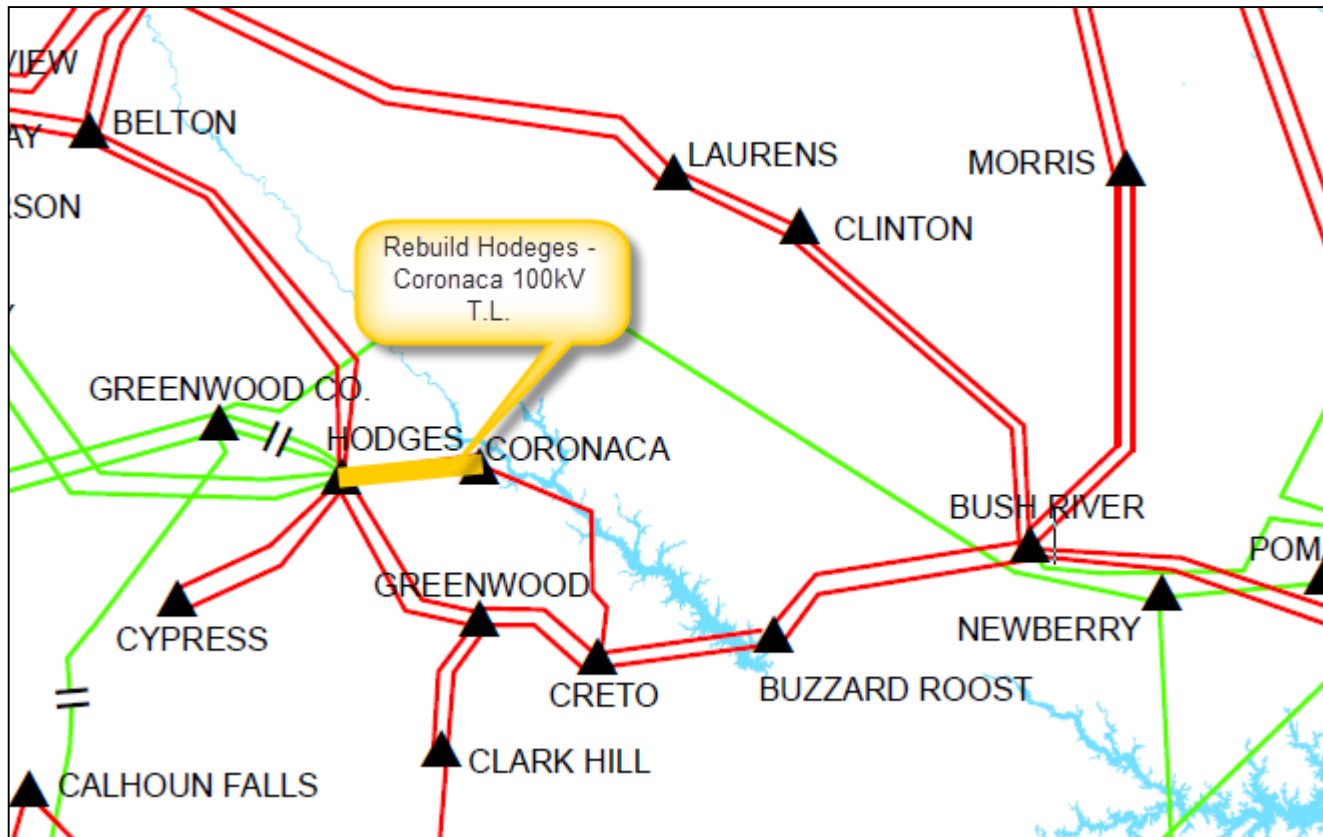 VIEW
BELTON
AY
RSON
LAURENS
MORRIS
CLINTON
Rebuild Hodeges -
Coronaca 100kV
T.L.
GREENWOOD CO.
HODGES
CORONACA
BUSH RIVER
POMA
GREENWOOD
CYPRESS
NEWBERRY
CRETO
BUZZARD ROOST
CLARK HILL
CALHOUN FALLS